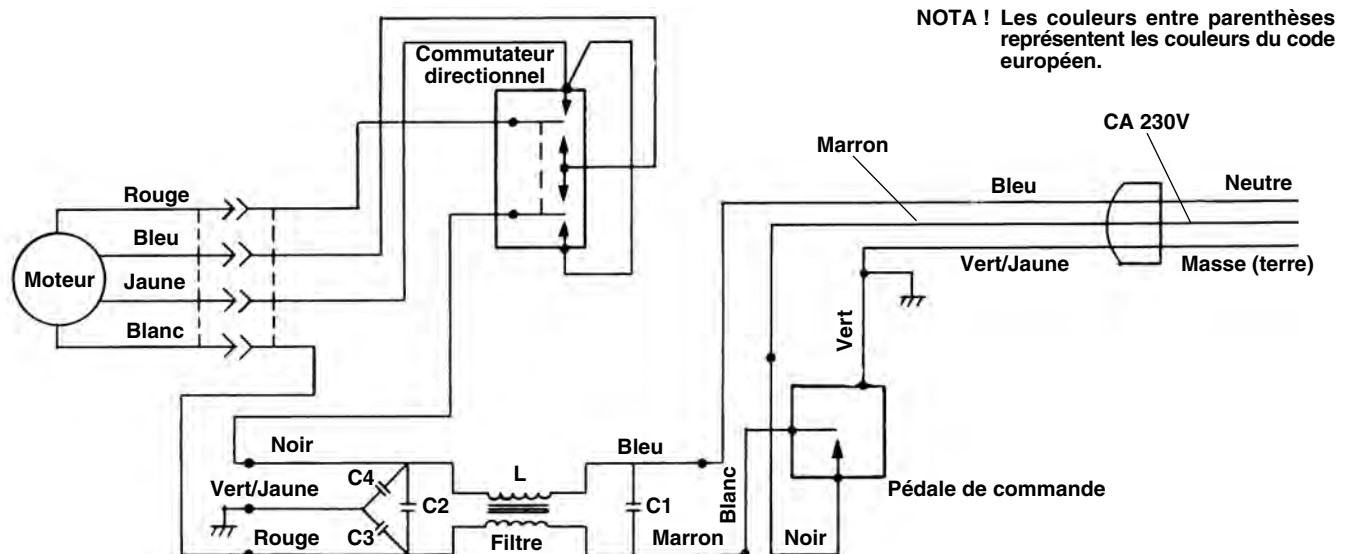 NOTA ! Les couleurs entre parenthèses
représentent les couleurs du code
européen.
Commutateur
directionnel
CA 230V
Marron
Rouge
Bleu
Neutre
Bleu
Moteur
Jaune
Vert/Jaune
Masse (terre)
Blanc
Vert
Noir
Bleu
C4
L
Vert/Jaune
C2
C1
Blanc
Pédale de commande
C3
Rouge
Filtre
Marron
Noir